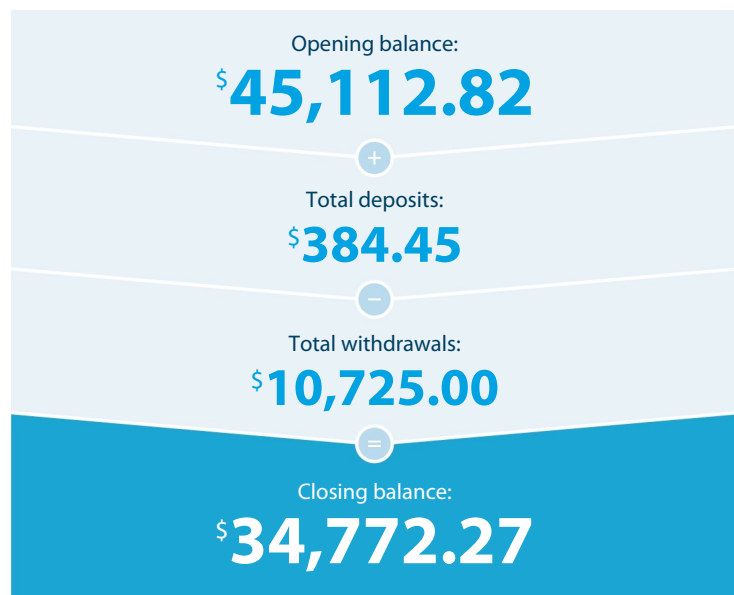 Opening balance:
$45,112.82
+
Total deposits:
$384.45
−
Total withdrawals:
$10,725.00
=
Closing balance:
$34,772.27